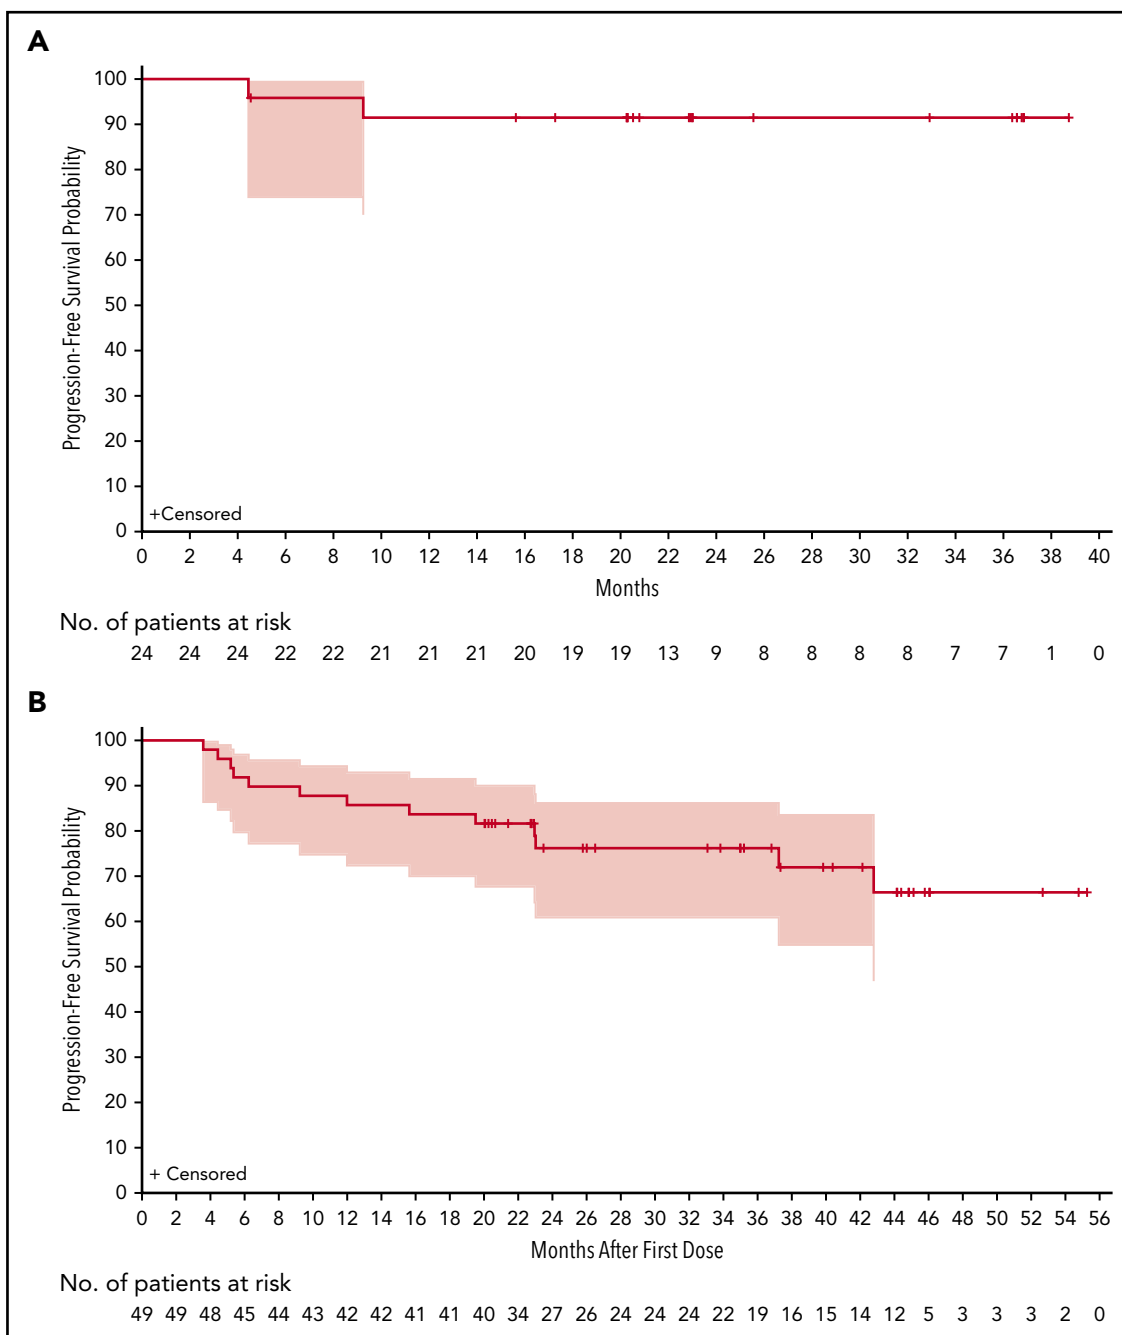 A
Progression-Free Survival Probability
100
90
80
70
60
50
40
30
20
10
0
+Censored
0 2 4 6 8 10 12 14 16 18 20 22 24 26 28 30 32 34 36 38 40
Months
No. of patients at risk
24 24 24 22 22 21 21 21 20 19 19 13 9 8 8 8 8 7 7 1 0
B
Progression-Free Survival Probability
100
90
80
70
60
50
40
30
20
10
0
+ Censored
0 2 4 6 8 10 12 14 16 18 20 22 24 26 28 30 32 34 36 38 40 42 44 46 48 50 52 54 56
Months After First Dose
No. of patients at risk
49 49 48 45 44 43 42 42 41 41 40 34 27 26 24 24 24 22 19 16 15 14 12 5 3 3 3 2 0